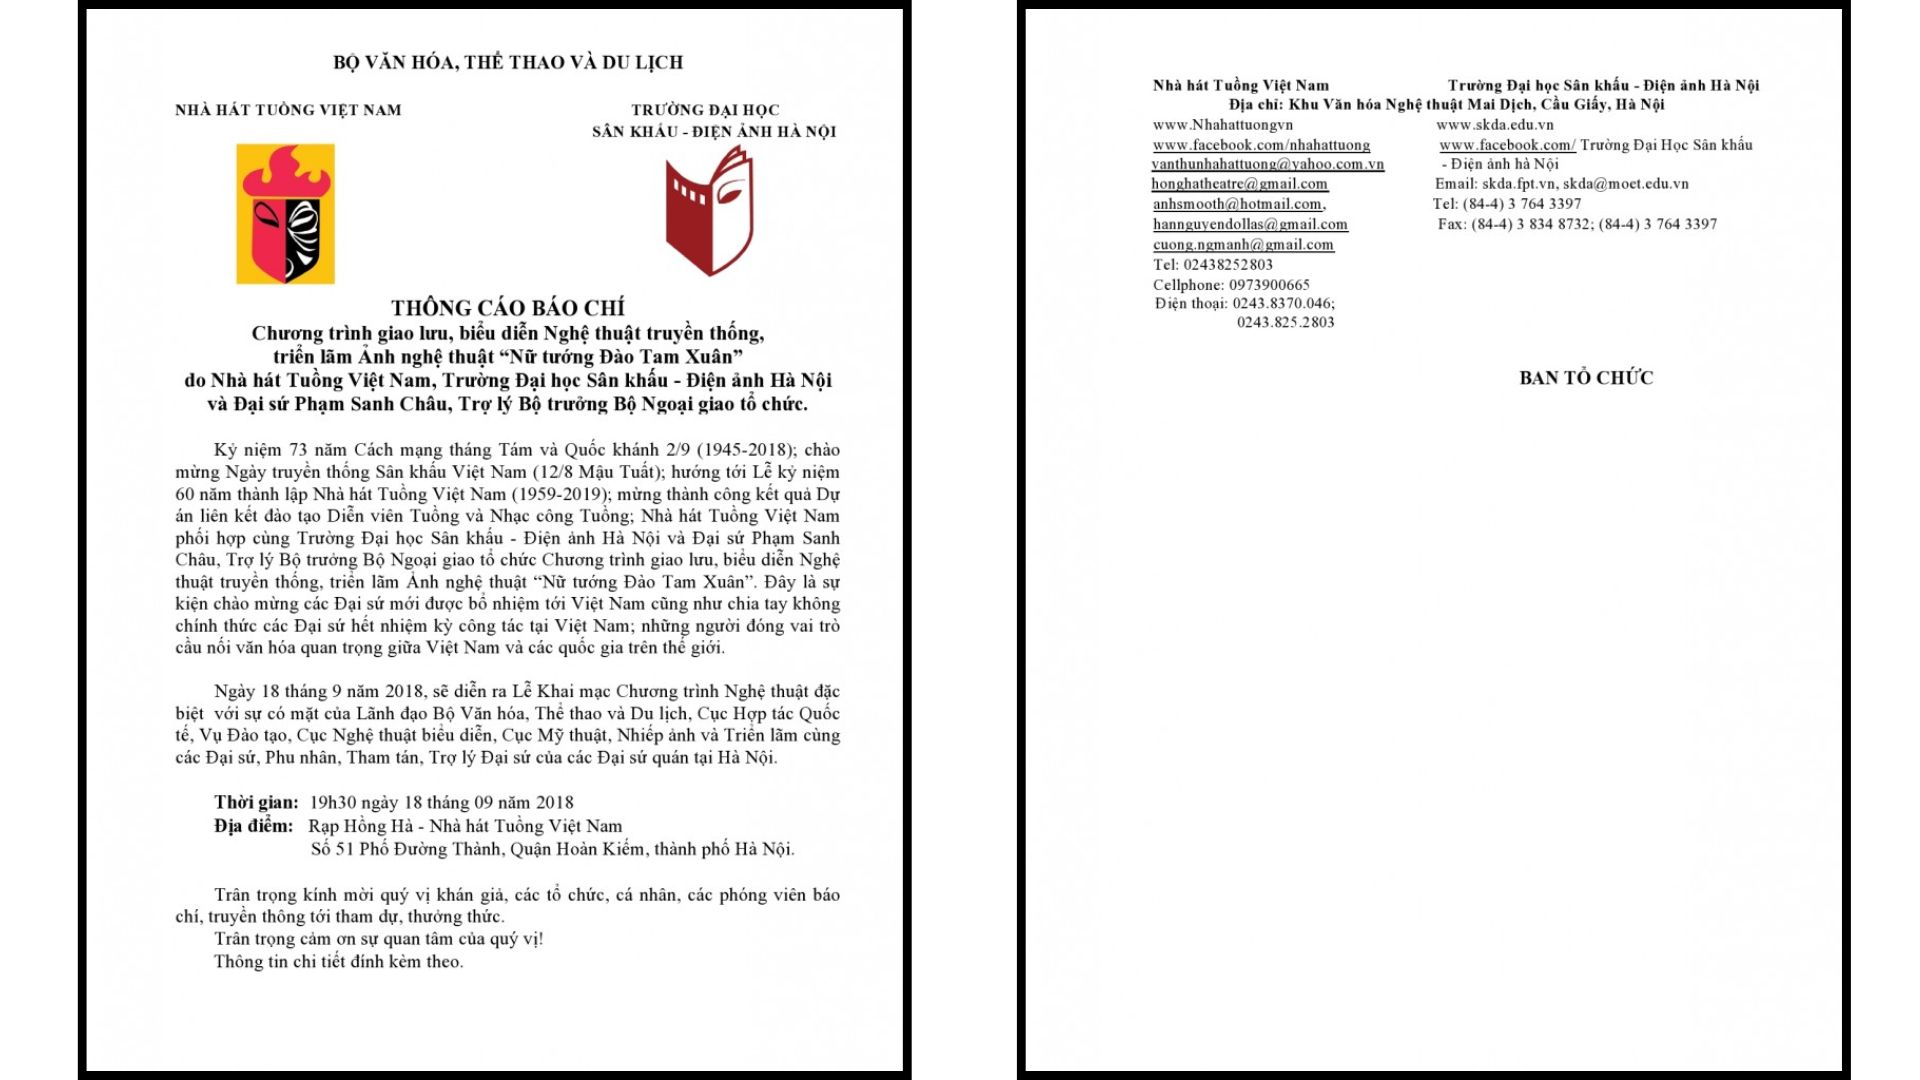 BỘ VĂN HÓA, THỂ THAO VÀ DU LỊCH
NHÀ HÁT TUỒNG VIỆT NAM
TRƯỜNG ĐẠI HỌC
SÂN KHẤU - ĐIỆN ẢNH HÀ NỘI
THÔNG CÁO BÁO CHÍ
Chương trình giao lưu, biểu diễn Nghệ thuật truyền thống,
triển lãm Ảnh nghệ thuật “Nữ tướng Đào Tam Xuân”
do Nhà hát Tuồng Việt Nam, Trường Đại học Sân khấu - Điện ảnh Hà Nội
và Đại sứ Phạm Sanh Châu, Trợ lý Bộ trưởng Bộ Ngoại giao tổ chức.
Kỷ niệm 73 năm Cách mạng tháng Tám và Quốc khánh 2/9 (1945-2018); chào
mừng Ngày truyền thống Sân khấu Việt Nam (12/8 Mậu Tuất); hướng tới Lễ kỷ niệm
60 năm thành lập Nhà hát Tuồng Việt Nam (1959-2019); mừng thành công kết quả Dự
án liên kết đào tạo Diễn viên Tuồng và Nhạc công Tuồng; Nhà hát Tuồng Việt Nam
phối hợp cùng Trường Đại học Sân khấu - Điện ảnh Hà Nội và Đại sứ Phạm Sanh
Châu, Trợ lý Bộ trưởng Bộ Ngoại giao tổ chức Chương trình giao lưu, biểu diễn Nghệ
thuật truyền thống, triển lãm Ảnh nghệ thuật “Nữ tướng Đào Tam Xuân”. Đây là sự
kiện chào mừng các Đại sứ mới được bổ nhiệm tới Việt Nam cũng như chia tay không
chính thức các Đại sứ hết nhiệm kỳ công tác tại Việt Nam; những người đóng vai trò
cầu nối văn hóa quan trọng giữa Việt Nam và các quốc gia trên thế giới.
Ngày 18 tháng 9 năm 2018, sẽ diễn ra Lễ Khai mạc Chương trình Nghệ thuật đặc
biệt với sự có mặt của Lãnh đạo Bộ Văn hóa, Thể thao và Du lịch, Cục Hợp tác Quốc
tế, Vụ Đào tạo, Cục Nghệ thuật biểu diễn, Cục Mỹ thuật, Nhiếp ảnh và Triển lãm cùng
các Đại sứ, Phu nhân, Tham tán, Trợ lý Đại sứ của các Đại sứ quán tại Hà Nội.
Thời gian: 19h30 ngày 18 tháng 09 năm 2018
Địa điểm: Rạp Hồng Hà - Nhà hát Tuồng Việt Nam
Số 51 Phố Đường Thành, Quận Hoàn Kiếm, thành phố Hà Nội.
Trân trọng kính mời quý vị khán giả, các tổ chức, cá nhân, các phóng viên báo
chí, truyền thông tới tham dự, thưởng thức.
Trân trọng cảm ơn sự quan tâm của quý vị!
Thông tin chi tiết đính kèm theo.
Nhà hát Tuồng Việt Nam Trường Đại học Sân khấu - Điện ảnh Hà Nội
Địa chỉ: Khu Văn hóa Nghệ thuật Mai Dịch, Cầu Giấy, Hà Nội
www.Nhahattuongvn www.skda.edu.vn
www.facebook.com/nhahattuong www.facebook.com/ Trường Đại Học Sân khấu
vanthunhahattuong@yahoo.com.vn - Điện ảnh hà Nội
honghatheatre@gmail.com Email: skda.fpt.vn, skda@moet.edu.vn
anhsmooth@hotmail.com, Tel: (84-4) 3 764 3397
hannguyendollas@gmail.com Fax: (84-4) 3 834 8732; (84-4) 3 764 3397
cuong.ngmanh@gmail.com
Tel: 02438252803
Cellphone: 0973900665
Điện thoại: 0243.8370.046;
0243.825.2803
BAN TỔ CHỨC